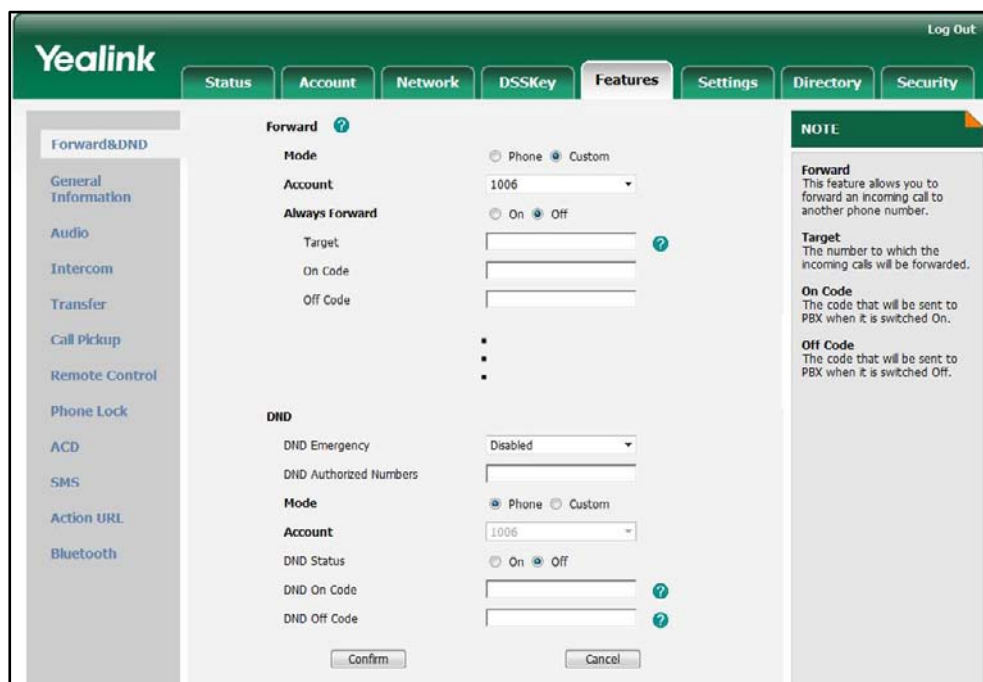 Log Out
Yealink
Status
Account
Network
DSSKey
Features
Settings
Directory
Security
Forward&DND
General
Information
Audio
Intercom
Transfer
Call Pickup
Remote Control
Phone Lock
ACD
SMS
Action URL
Bluetooth
Forward ?
Mode Phone Custom
Account 1006
Always Forward On Off
Target ?
On Code
Off Code
DND
DND Emergency Disabled
DND Authorized Numbers
Mode Phone Custom
Account 1006
DND Status On Off
DND On Code ?
DND Off Code ?
Confirm Cancel
NOTE
Forward
This feature allows you to
forward an incoming call to
another phone number.
Target
The number to which the
incoming calls will be forwarded.
On Code
The code that will be sent to
PBX when it is switched On.
Off Code
The code that will be sent to
PBX when it is switched Off.